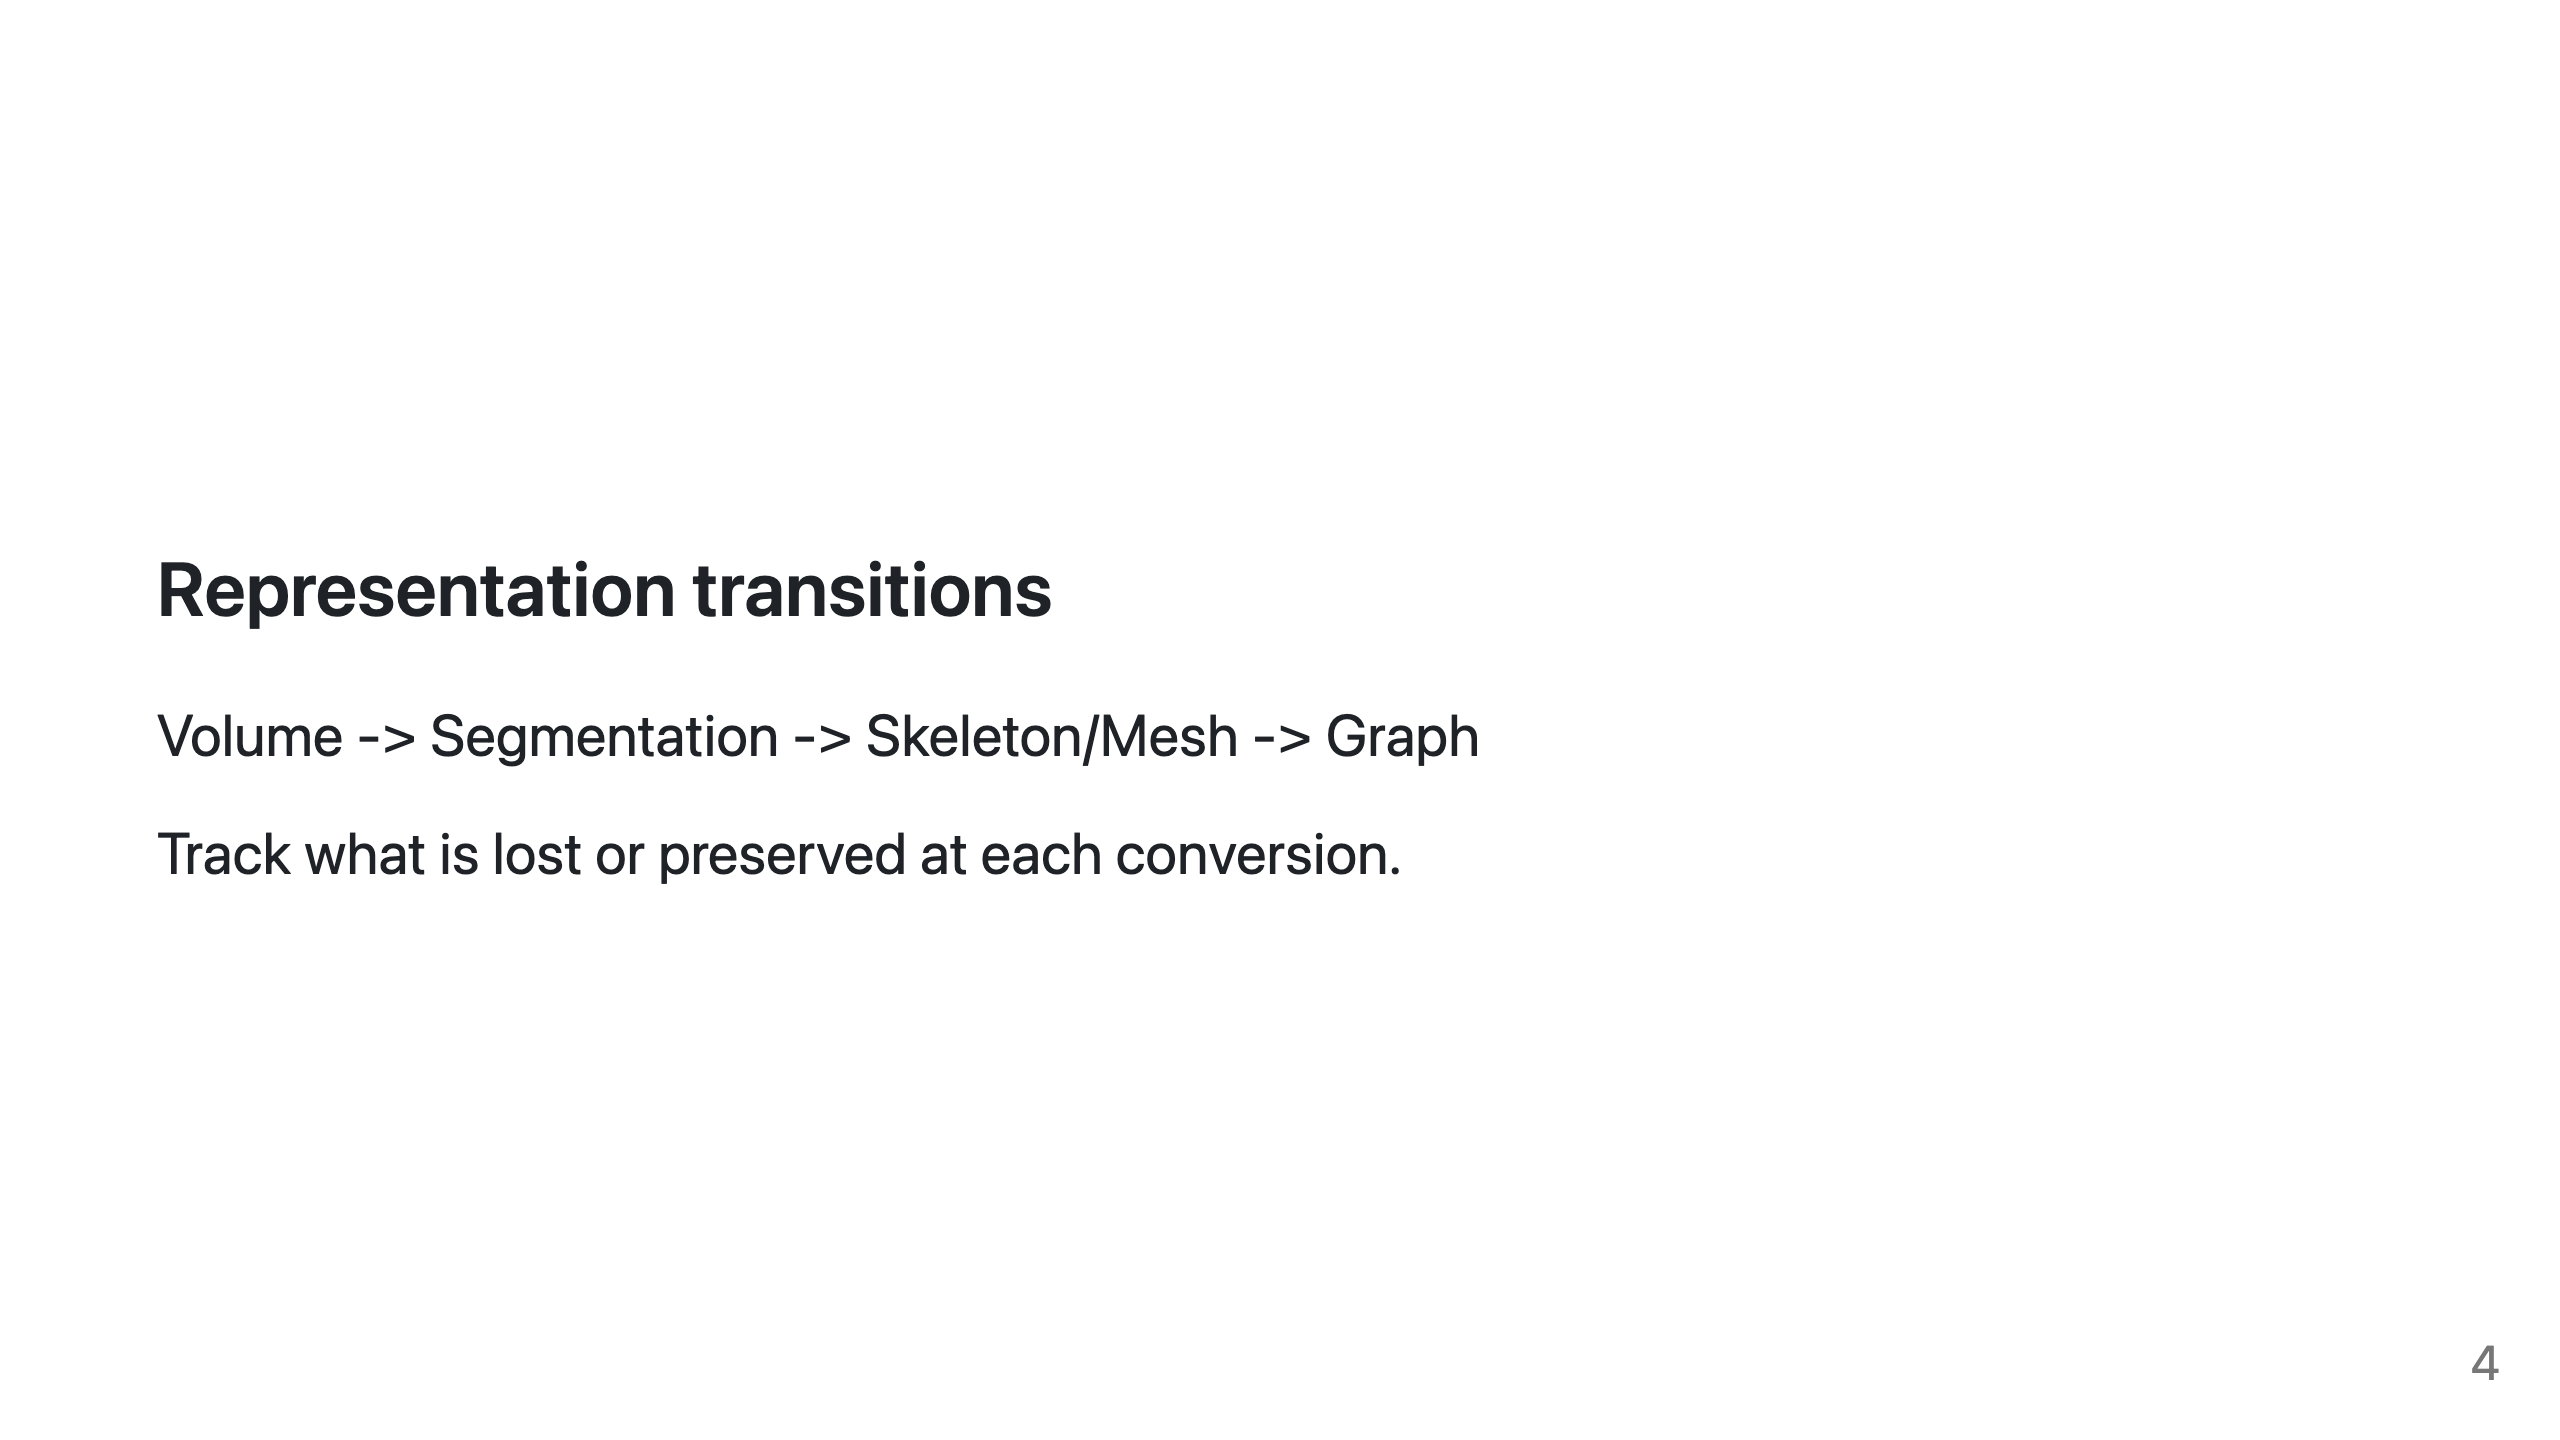 Representation transitions
Volume -> Segmentation -> Skeleton/Mesh -> Graph
Track what is lost or preserved at each conversion.
4